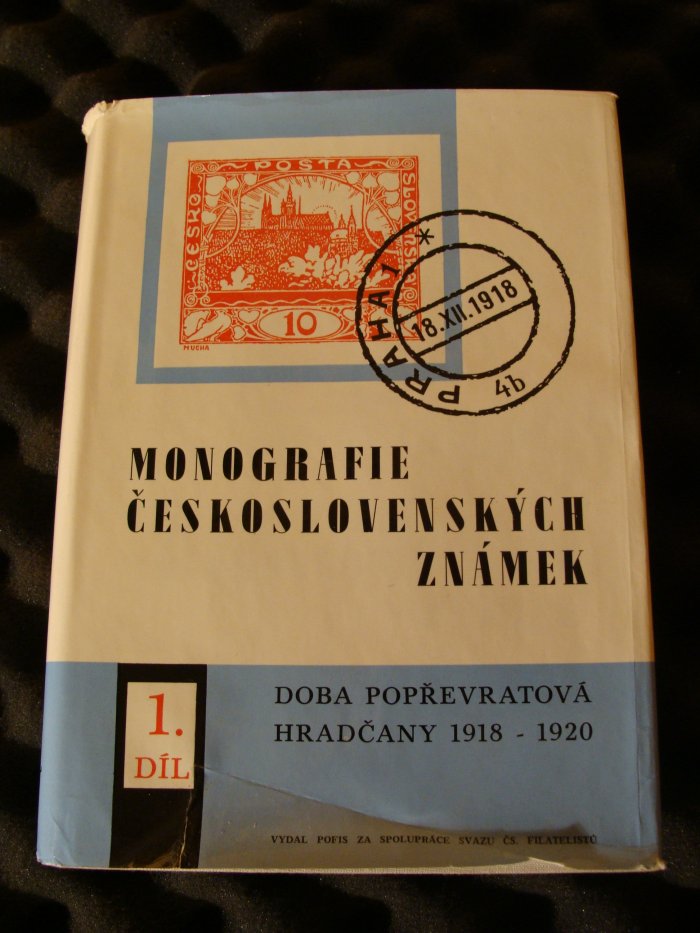 POŠTA
ČESKO
SLOVENSKA
10
MUCHA
PRAHA 1 *
18.XII.1918
4b
MONOGRAFIE
ČESKOSLOVENSKÝCH
ZNÁMEK
1.
DÍL
DOBA POPŘEVRATOVÁ
HRADČANY 1918 - 1920
VYDAL POFIS ZA SPOLUPRÁCE SVAZU ČS. FILATELISTŮ